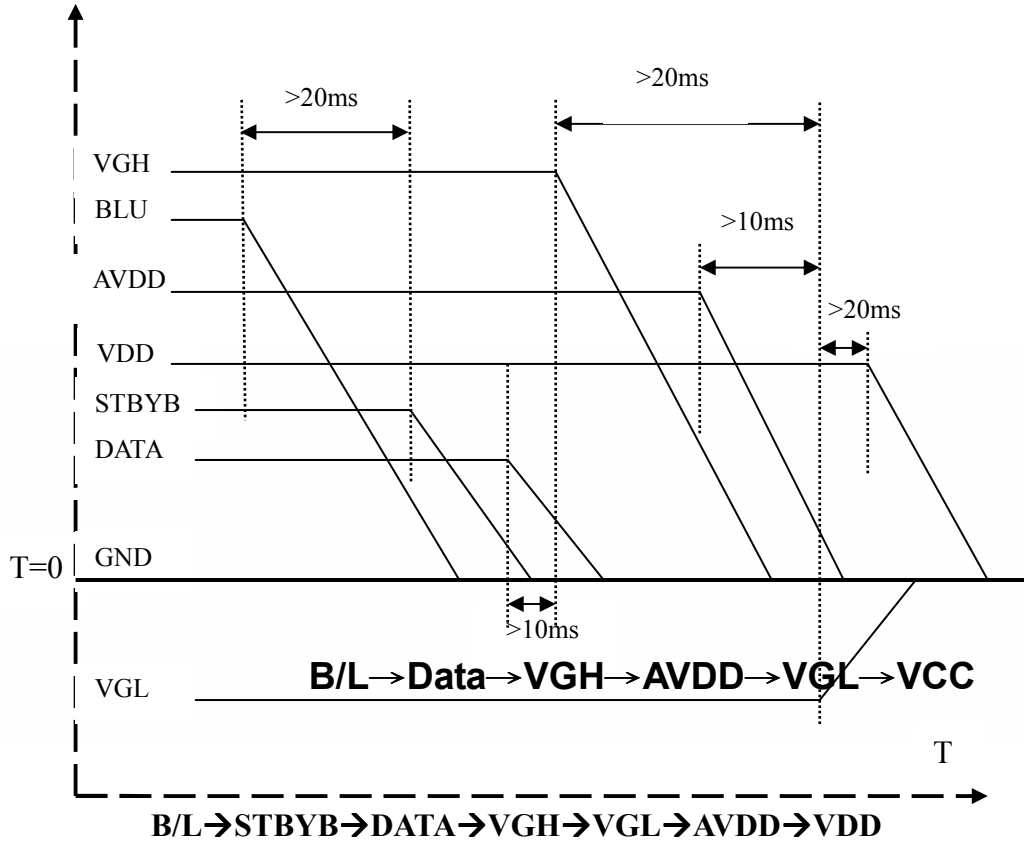 >20ms
>20ms
VGH
BLU
>10ms
AVDD
>20ms
VDD
STBYB
DATA
GND
T=0
>10ms
B/L→Data→VGH→AVDD→VGL→VCC
VGL
T
B/L→STBYB→DATA→VGH→VGL→AVDD→VDD